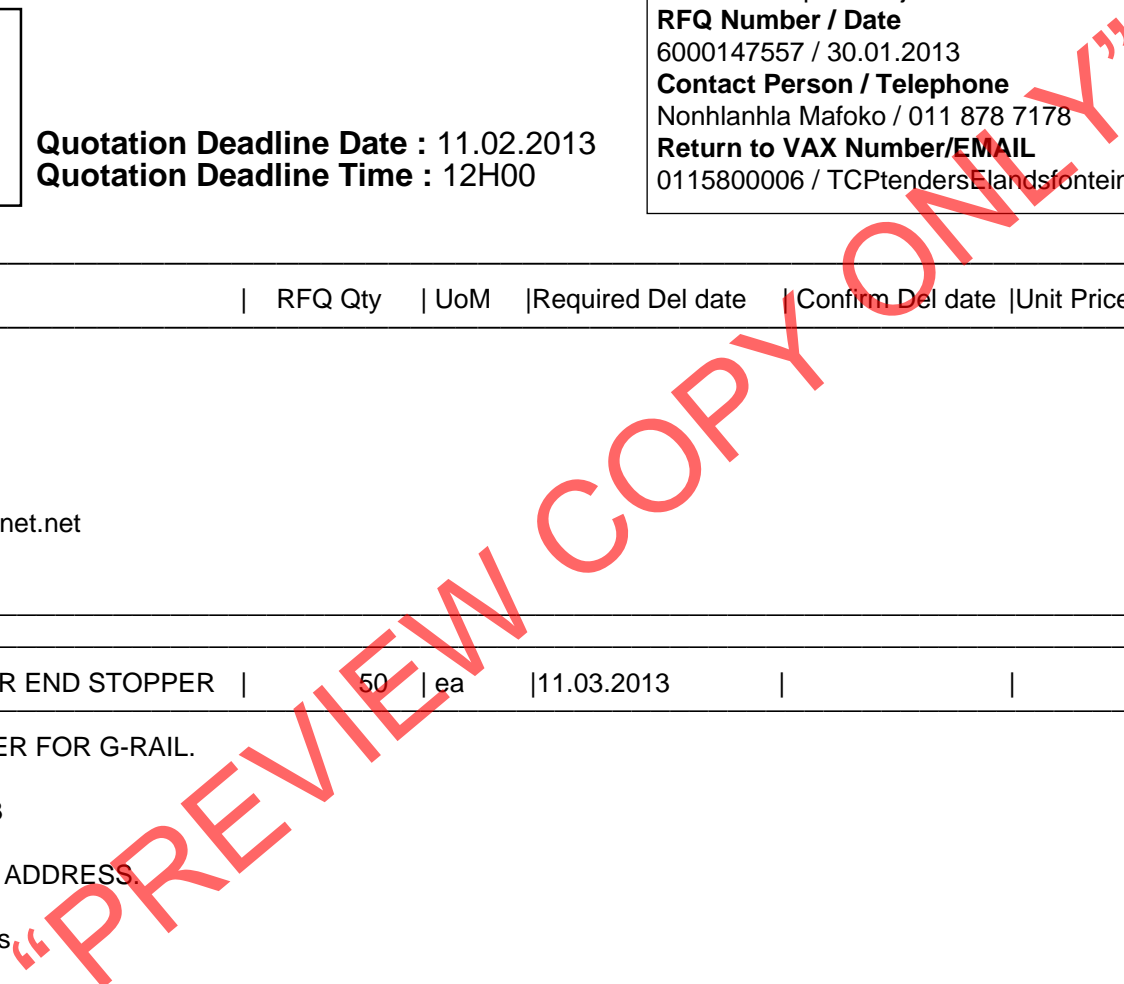 RFQ Number / Date
6000147557 / 30.01.2013
Contact Person / Telephone
Nonhlanhla Mafoko / 011 878 7178
Return to VAX Number/EMAIL
0115800006 / TCPtendersElandsfontein
Quotation Deadline Date : 11.02.2013
Quotation Deadline Time : 12H00
| RFQ Qty | UoM |Required Del date | Confirm Del date |Unit Price
net.net
R END STOPPER | 50 | ea |11.03.2013 | |
ER FOR G-RAIL.
ADDRESS.
s
“PREVIEW COPY ONLY”